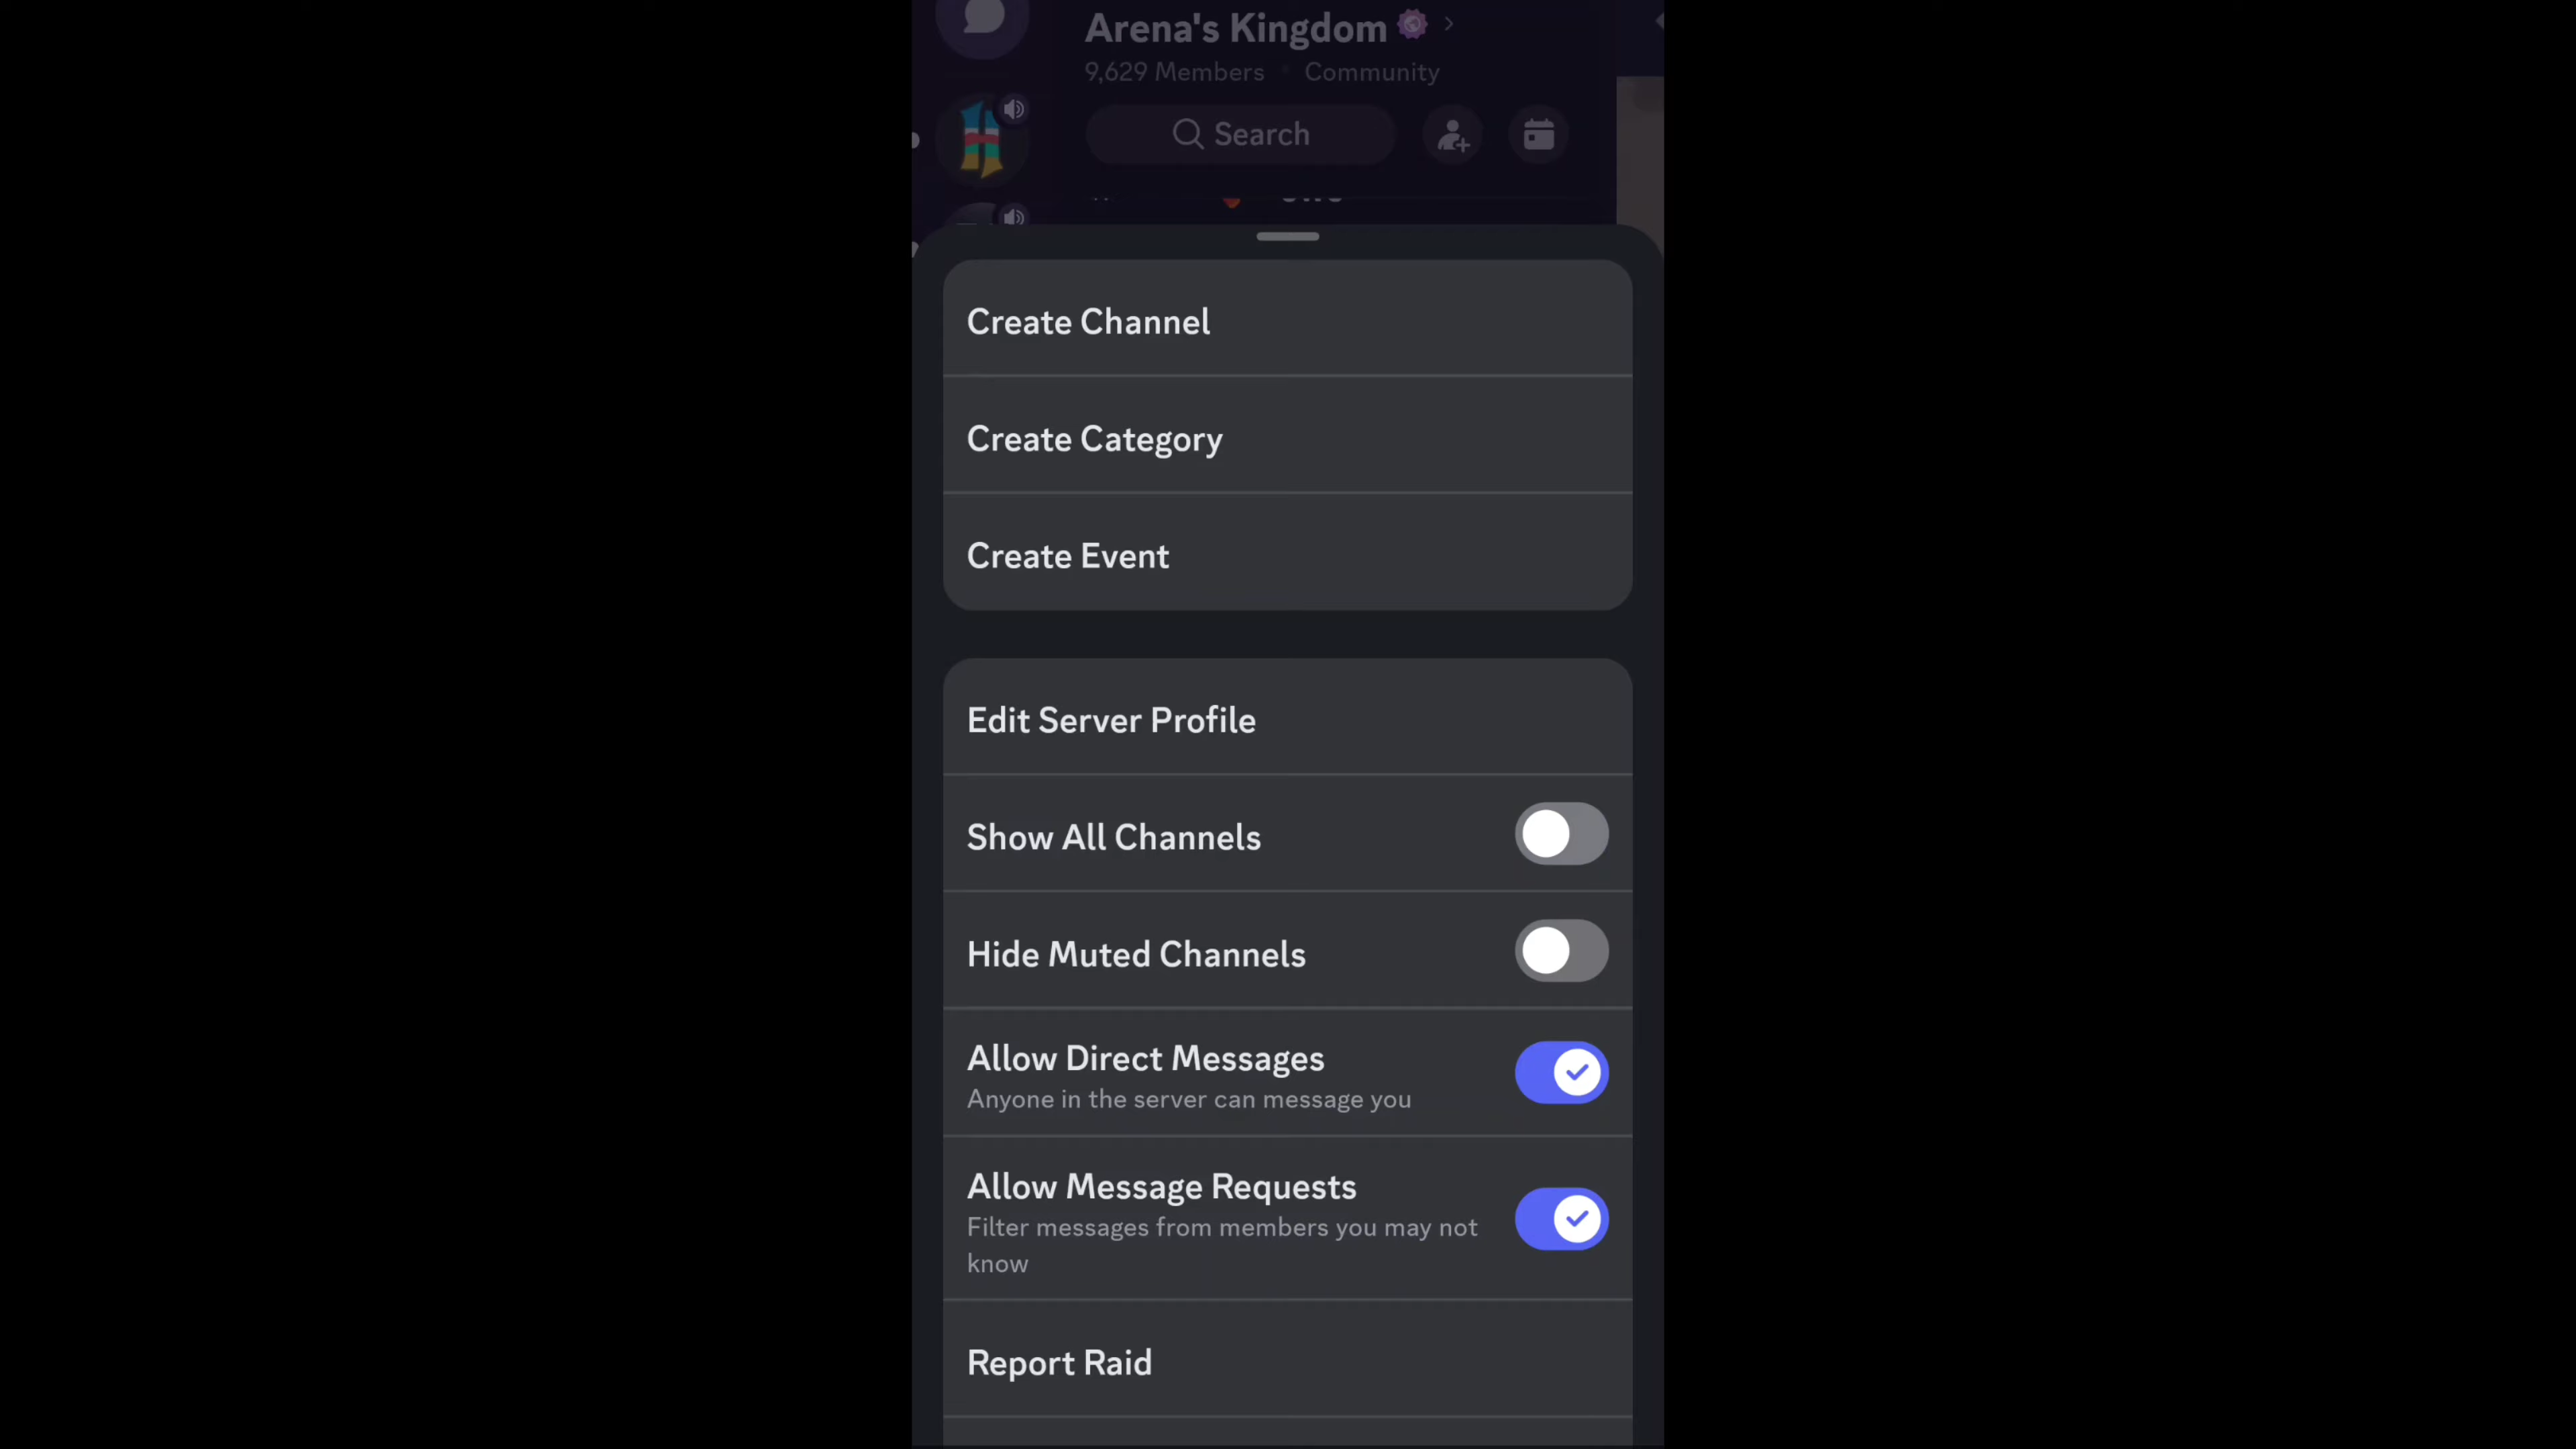 Arena's Kingdom
9,629 Members • Community
Search
Create Channel
Create Category
Create Event
Edit Server Profile
Show All Channels
Hide Muted Channels
Allow Direct Messages
Anyone in the server can message you
Allow Message Requests
Filter messages from members you may not
know
Report Raid